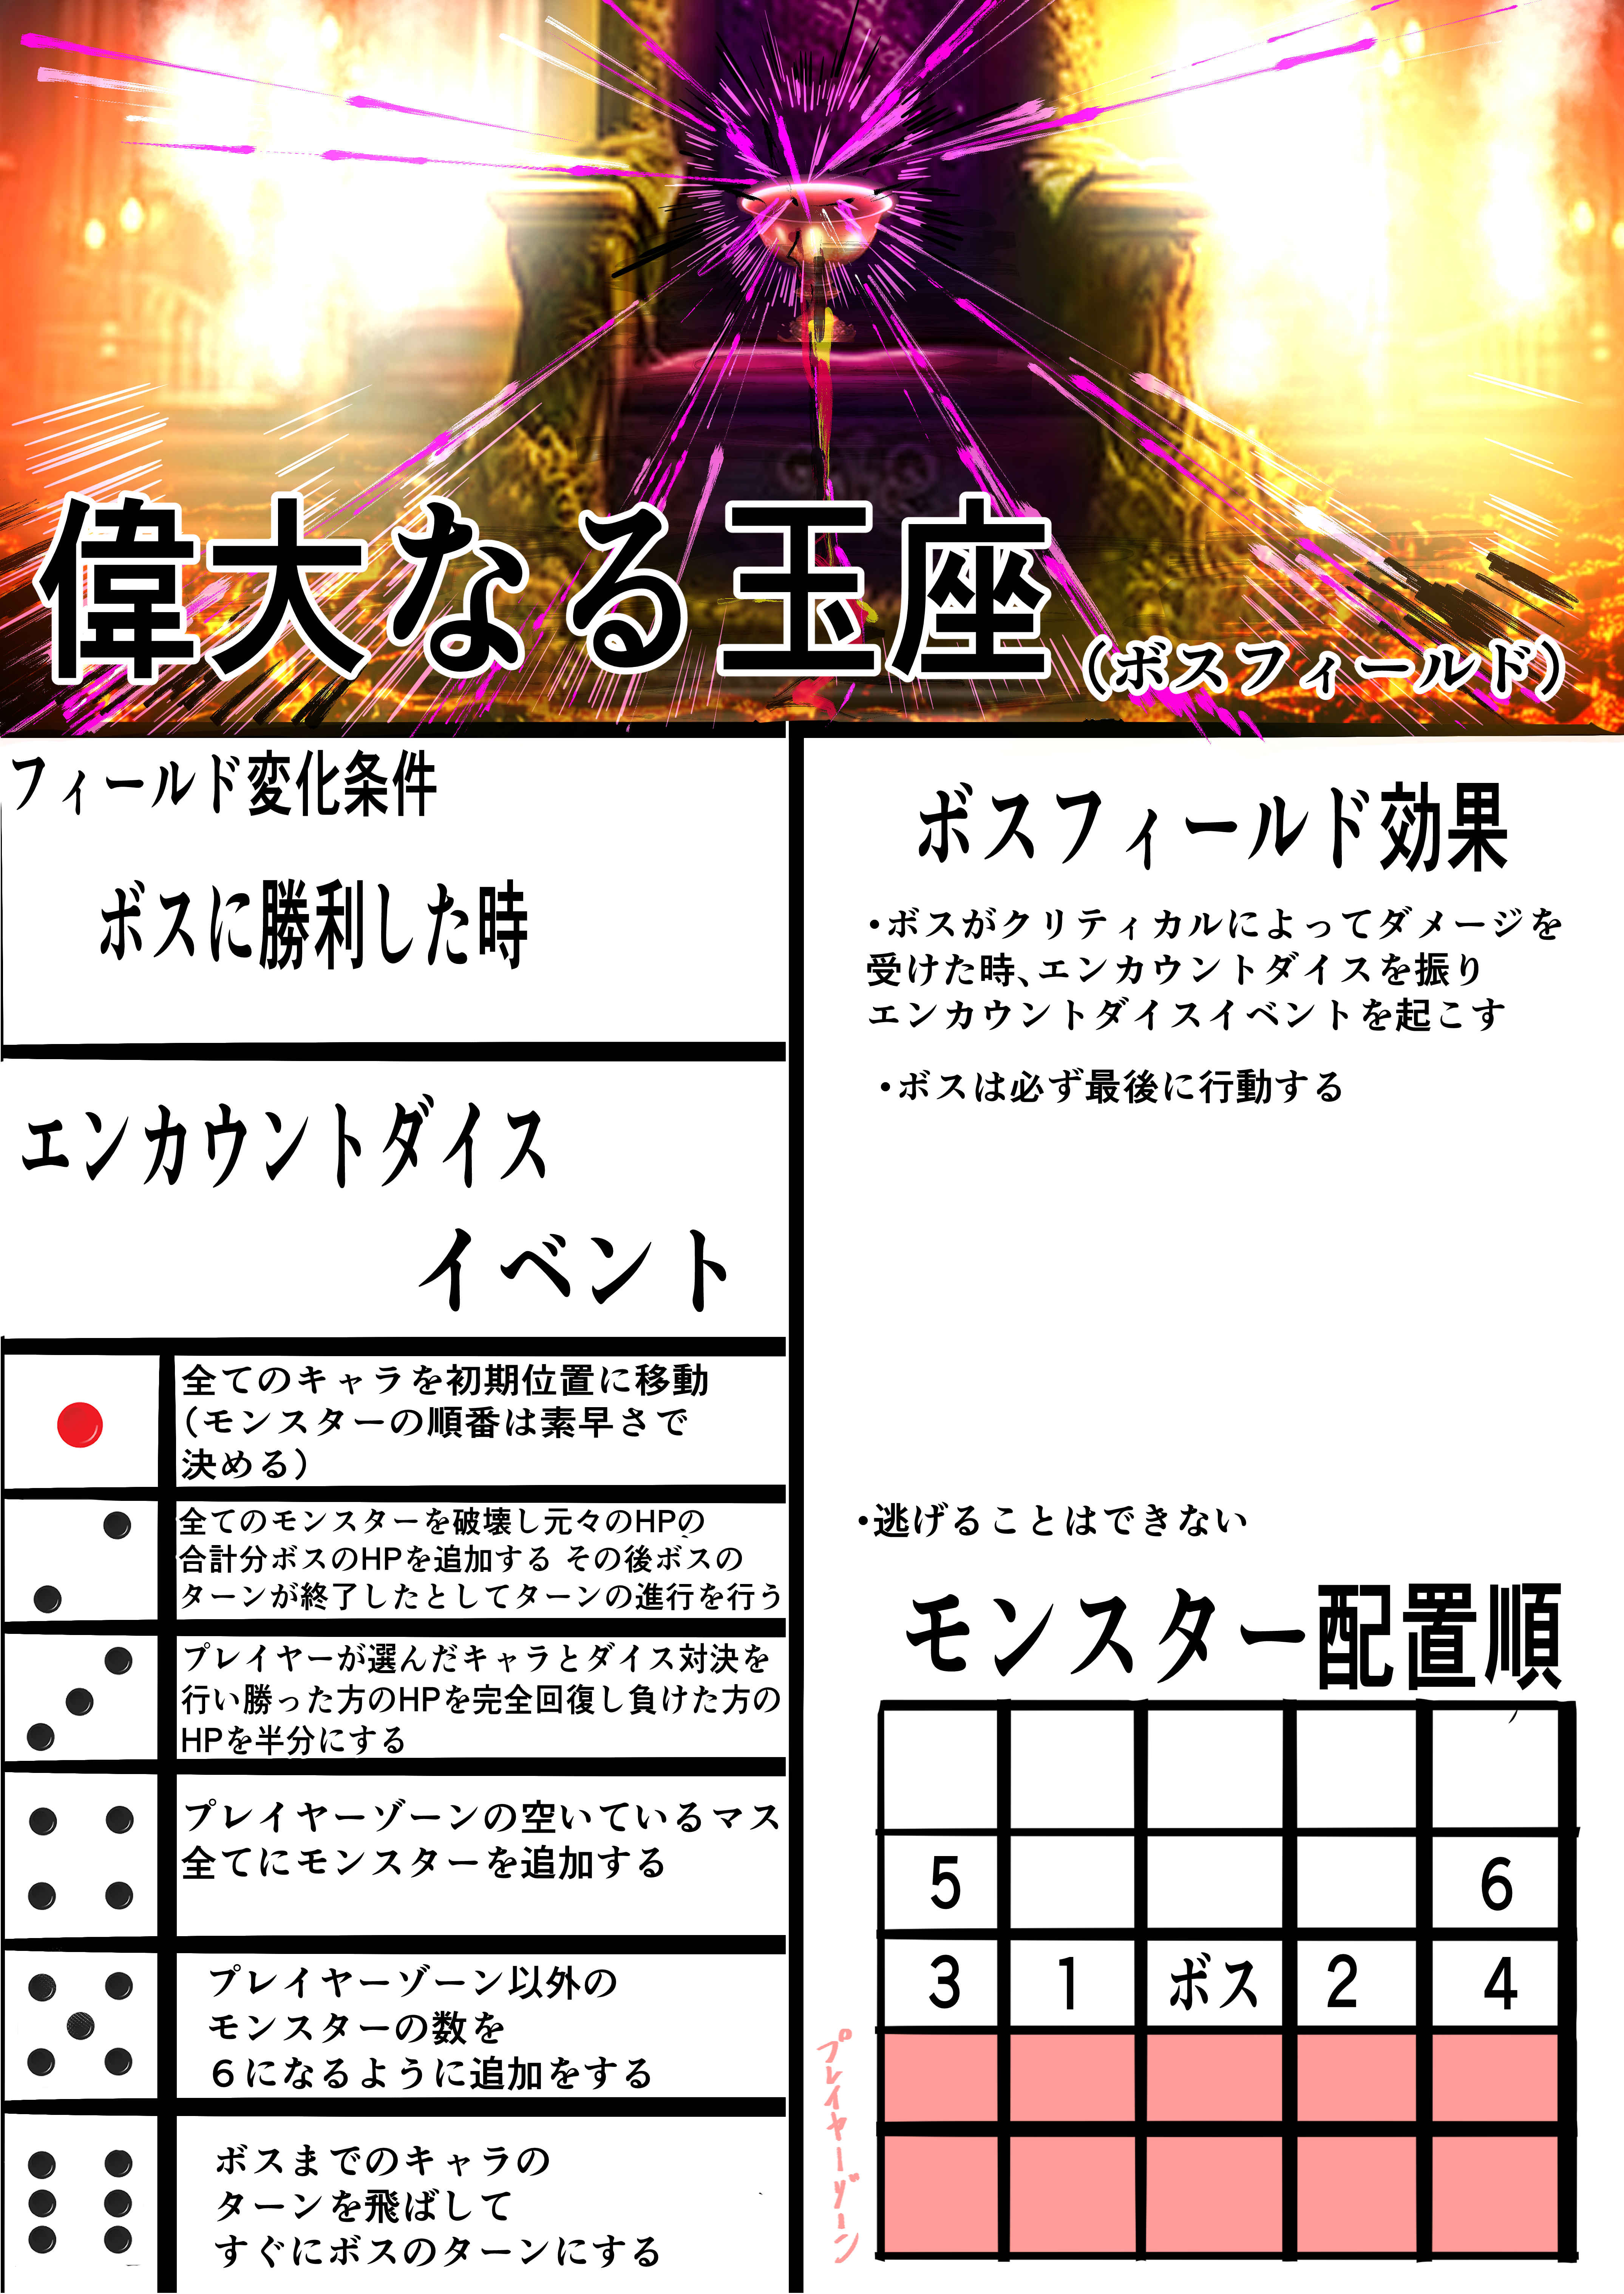 偉大なる玉座
（ボスフィールド）
フィールド変化条件
ボスに勝利した時
エンカウントダイス
イベント
全てのキャラを初期位置に移動
（モンスターの順番は素早さで
決める）
全てのモンスターを破壊し元々のHPの
合計分ボスのHPを追加する その後ボスの
ターンが終了したとしてターンの進行を行う
プレイヤーが選んだキャラとダイス対決を
行い勝った方のHPを完全回復し負けた方の
HPを半分にする
プレイヤーゾーンの空いているマス
全てにモンスターを追加する
プレイヤーゾーン以外の
モンスターの数を
６になるように追加をする
ボスまでのキャラの
ターンを飛ばして
すぐにボスのターンにする
ボスフィールド効果
・ボスがクリティカルによってダメージを
受けた時、エンカウントダイスを振り
エンカウントダイスイベントを起こす
・ボスは必ず最後に行動する
・逃げることはできない
モンスター配置順
5 6
3 1 ボス 2 4
プレイヤーゾーン